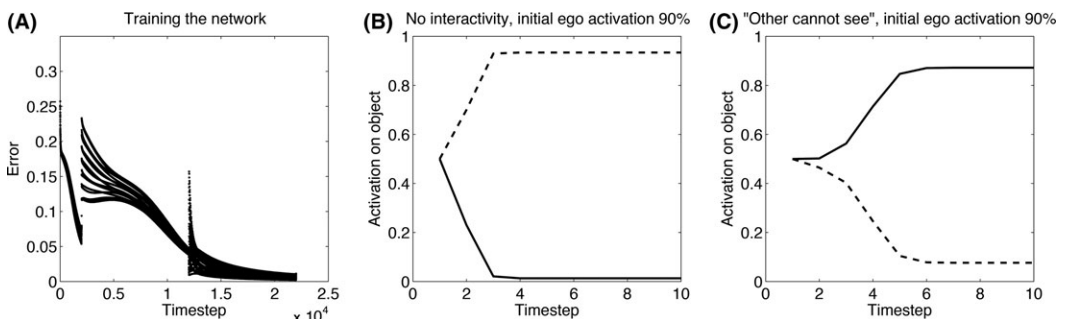 (A) Training the network
Error
0.3
0.25
0.2
0.15
0.1
0.05
0
0 0.5 1 1.5 2 2.5
Timestep
x 10^4
(B) No interactivity, initial ego activation 90%
Activation on object
1
0.8
0.6
0.4
0.2
0
0 2 4 6 8 10
Timestep
(C) "Other cannot see", initial ego activation 90%
Activation on object
1
0.8
0.6
0.4
0.2
0
0 2 4 6 8 10
Timestep